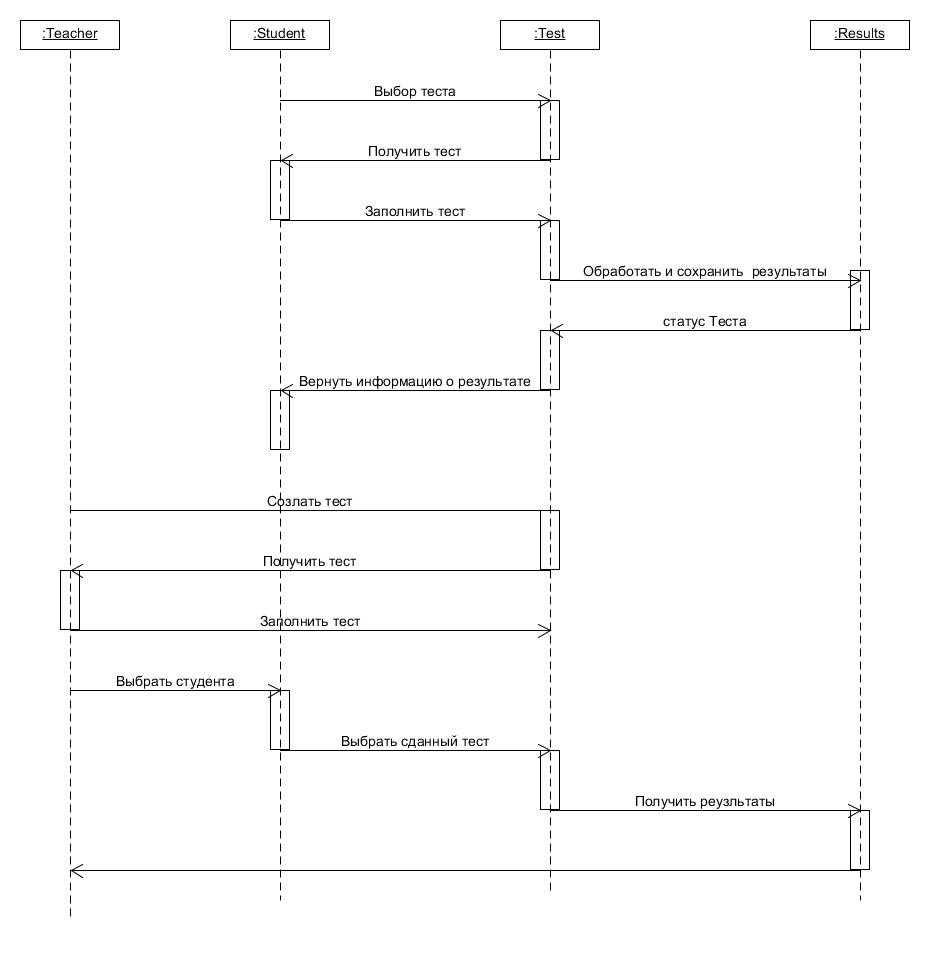 :Teacher
:Student
:Test
:Results
Выбор теста
Получить тест
Заполнить тест
Обработать и сохранить  результаты
статус Теста
Вернуть информацию о результате
Созлать тест
Получить тест
Заполнить тест
Выбрать студента
Выбрать сданный тест
Получить реузльтаты